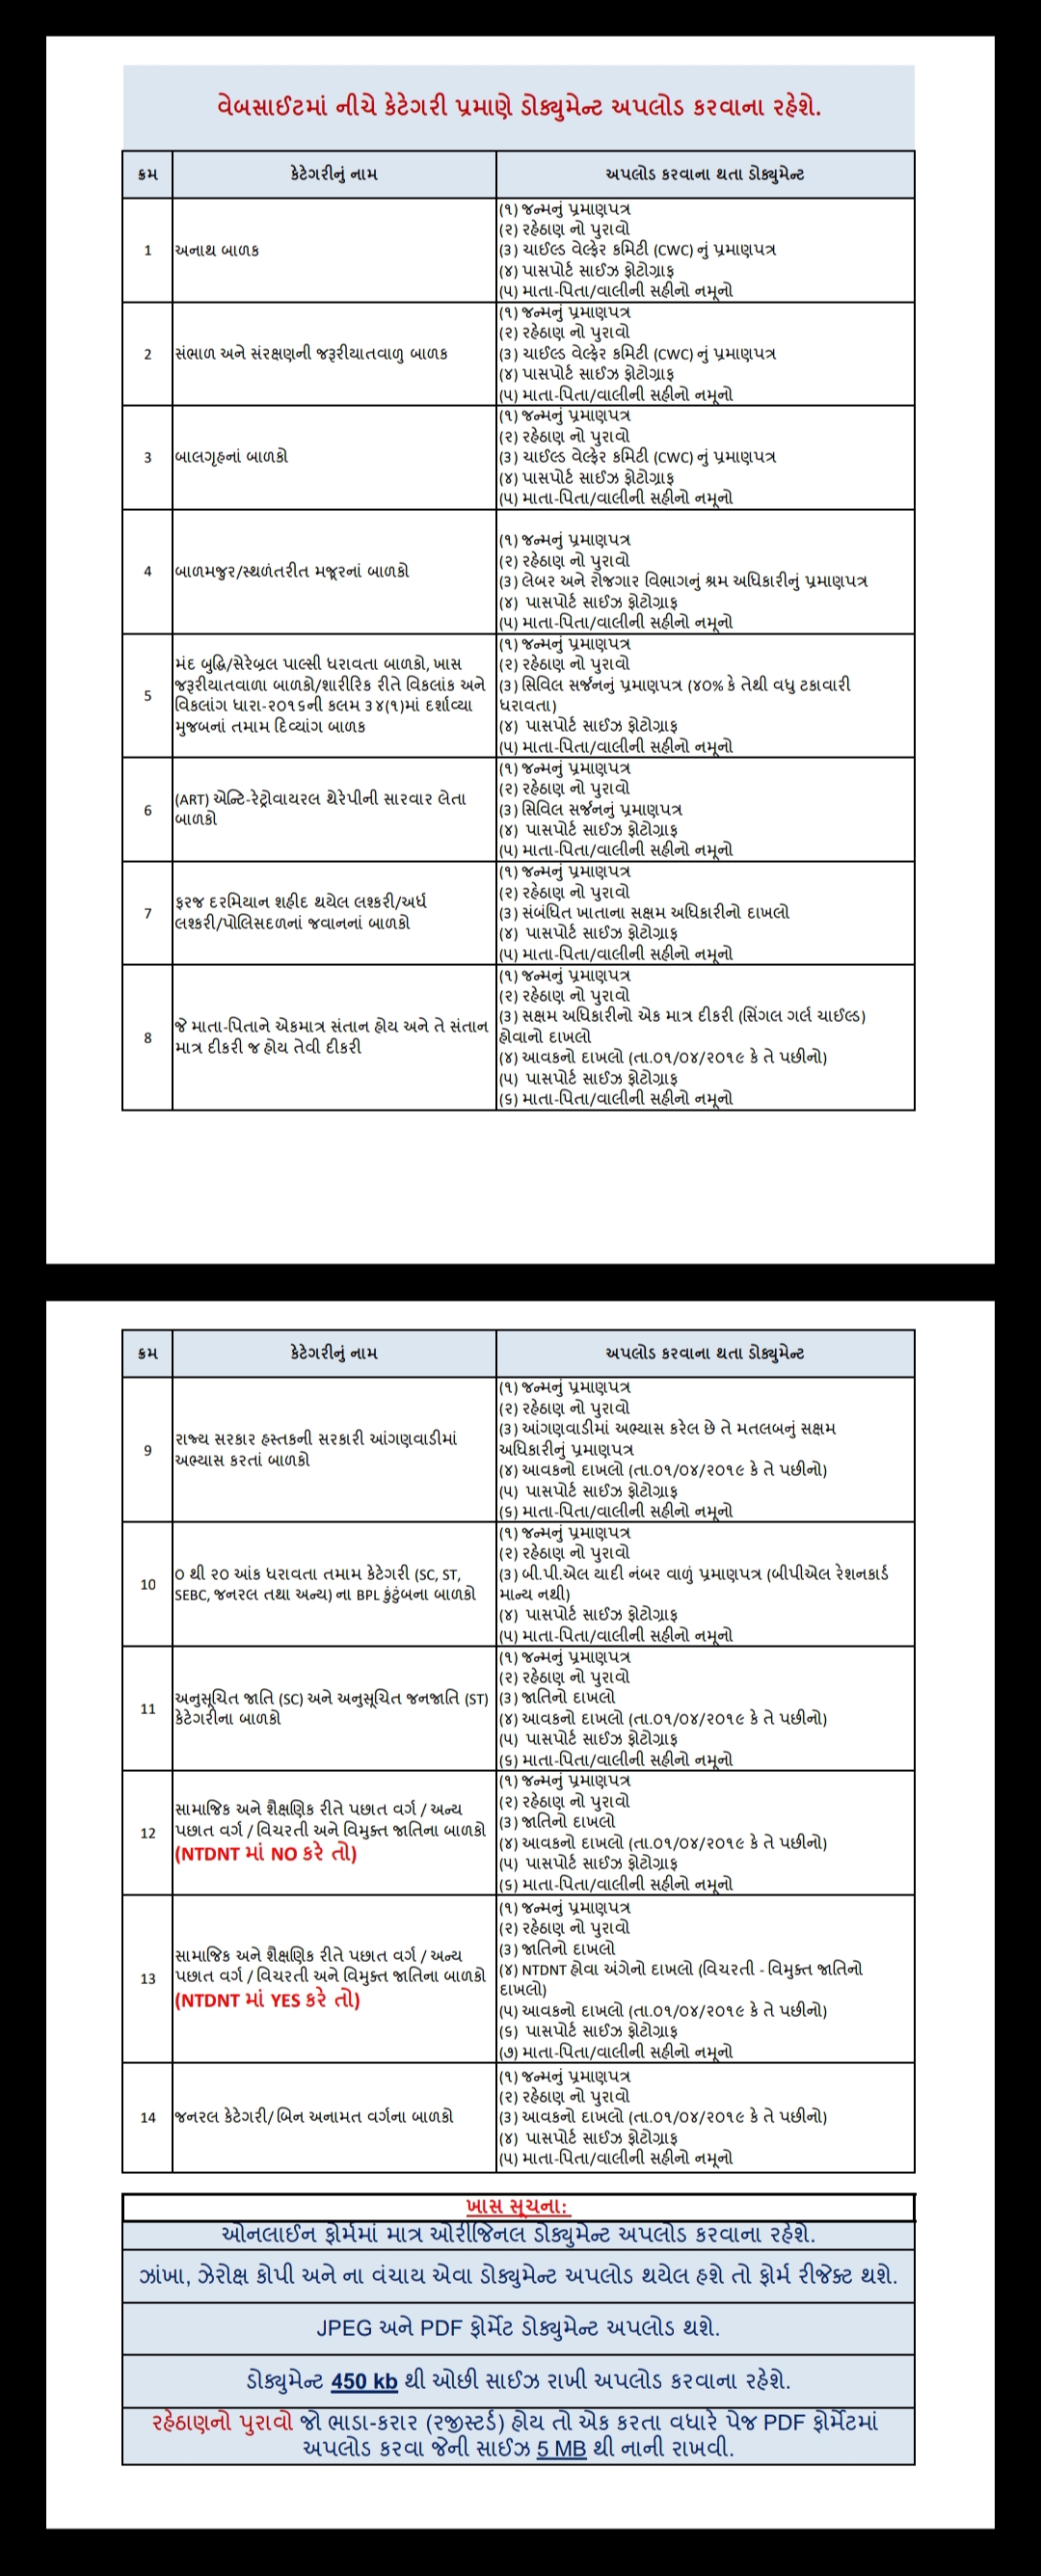 વેબસાઈટમાં નીચે કેટેગરી પ્રમાણે ડોક્યુમેન્ટ અપલોડ કરવાના રહેશે.
ક્રમ કેટેગરીનું નામ અપલોડ કરવાના થતા ડોક્યુમેન્ટ
1 અનાથ બાળક
(૧) જન્મનું પ્રમાણપત્ર
(૨) રહેઠાણ નો પુરાવો
(૩) ચાઈલ્ડ વેલ્ફેર કમિટી (CWC) નું પ્રમાણપત્ર
(૪) પાસપોર્ટ સાઈઝ ફોટોગ્રાફ
(૫) માતા-પિતા/વાલીની સહીનો નમૂનો
2 સંભાળ અને સંરક્ષણની જરૂરીયાતવાળુ બાળક
(૧) જન્મનું પ્રમાણપત્ર
(૨) રહેઠાણ નો પુરાવો
(૩) ચાઈલ્ડ વેલ્ફેર કમિટી (CWC) નું પ્રમાણપત્ર
(૪) પાસપોર્ટ સાઈઝ ફોટોગ્રાફ
(૫) માતા-પિતા/વાલીની સહીનો નમૂનો
3 બાલગૃહનાં બાળકો
(૧) જન્મનું પ્રમાણપત્ર
(૨) રહેઠાણ નો પુરાવો
(૩) ચાઈલ્ડ વેલ્ફેર કમિટી (CWC) નું પ્રમાણપત્ર
(૪) પાસપોર્ટ સાઈઝ ફોટોગ્રાફ
(૫) માતા-પિતા/વાલીની સહીનો નમૂનો
4 બાળમજુર/સ્થળંતરીત મજૂરનાં બાળકો
(૧) જન્મનું પ્રમાણપત્ર
(૨) રહેઠાણ નો પુરાવો
(૩) લેબર અને રોજગાર વિભાગનું શ્રમ અધિકારીનું પ્રમાણપત્ર
(૪) પાસપોર્ટ સાઈઝ ફોટોગ્રાફ
(૫) માતા-પિતા/વાલીની સહીનો નમૂનો
5 મંદ બુદ્ધિ/સેરેબ્રલ પાલ્સી ધરાવતા બાળકો, ખાસ
જરૂરીયાતવાળા બાળકો/શારીરિક રીતે વિકલાંક અને
વિકલાંગ ધારા-૨૦૧૬ની કલમ ૩૪(૧)માં દર્શાવ્યા
મુજબનાં તમામ દિવ્યાંગ બાળક
(૧) જન્મનું પ્રમાણપત્ર
(૨) રહેઠાણ નો પુરાવો
(૩) સિવિલ સર્જનનું પ્રમાણપત્ર (૪૦% કે તેથી વધુ ટકાવારી
ધરાવતા)
(૪) પાસપોર્ટ સાઈઝ ફોટોગ્રાફ
(૫) માતા-પિતા/વાલીની સહીનો નમૂનો
6 (ART) એન્ટિ-રેટ્રોવાયરલ થેરેપીની સારવાર લેતા
બાળકો
(૧) જન્મનું પ્રમાણપત્ર
(૨) રહેઠાણ નો પુરાવો
(૩) સિવિલ સર્જનનું પ્રમાણપત્ર
(૪) પાસપોર્ટ સાઈઝ ફોટોગ્રાફ
(૫) માતા-પિતા/વાલીની સહીનો નમૂનો
7 ફરજ દરમિયાન શહીદ થયેલ લશ્કરી/અર્ધ
લશ્કરી/પોલિસદળનાં જવાનનાં બાળકો
(૧) જન્મનું પ્રમાણપત્ર
(૨) રહેઠાણ નો પુરાવો
(૩) સંબંધિત ખાતાના સક્ષમ અધિકારીનો દાખલો
(૪) પાસપોર્ટ સાઈઝ ફોટોગ્રાફ
(૫) માતા-પિતા/વાલીની સહીનો નમૂનો
8 જે માતા-પિતાને એકમાત્ર સંતાન હોય અને તે સંતાન
માત્ર દીકરી જ હોય તેવી દીકરી
(૧) જન્મનું પ્રમાણપત્ર
(૨) રહેઠાણ નો પુરાવો
(૩) સક્ષમ અધિકારીનો એક માત્ર દીકરી (સિંગલ ગર્લ ચાઈલ્ડ)
હોવાનો દાખલો
(૪) આવકનો દાખલો (તા.૦૧/૦૪/૨૦૧૯ કે તે પછીનો)
(૫) પાસપોર્ટ સાઈઝ ફોટોગ્રાફ
(૬) માતા-પિતા/વાલીની સહીનો નમૂનો
ક્રમ કેટેગરીનું નામ અપલોડ કરવાના થતા ડોક્યુમેન્ટ
9 રાજ્ય સરકાર હસ્તકની સરકારી આંગણવાડીમાં
અભ્યાસ કરતાં બાળકો
(૧) જન્મનું પ્રમાણપત્ર
(૨) રહેઠાણ નો પુરાવો
(૩) આંગણવાડીમાં અભ્યાસ કરેલ છે તે મતલબનું સક્ષમ
અધિકારીનું પ્રમાણપત્ર
(૪) આવકનો દાખલો (તા.૦૧/૦૪/૨૦૧૯ કે તે પછીનો)
(૫) પાસપોર્ટ સાઈઝ ફોટોગ્રાફ
(૬) માતા-પિતા/વાલીની સહીનો નમૂનો
10 ૦ થી ૨૦ આંક ધરાવતા તમામ કેટેગરી (SC, ST,
SEBC, જનરલ તથા અન્ય) ના BPL કુંટુંબના બાળકો
(૧) જન્મનું પ્રમાણપત્ર
(૨) રહેઠાણ નો પુરાવો
(૩) બી.પી.એલ યાદી નંબર વાળું પ્રમાણપત્ર (બીપીએલ રેશનકાર્ડ
માન્ય નથી)
(૪) પાસપોર્ટ સાઈઝ ફોટોગ્રાફ
(૫) માતા-પિતા/વાલીની સહીનો નમૂનો
11 અનુસૂચિત જાતિ (SC) અને અનુસૂચિત જનજાતિ (ST)
કેટેગરીના બાળકો
(૧) જન્મનું પ્રમાણપત્ર
(૨) રહેઠાણ નો પુરાવો
(૩) જાતિનો દાખલો
(૪) આવકનો દાખલો (તા.૦૧/૦૪/૨૦૧૯ કે તે પછીનો)
(૫) પાસપોર્ટ સાઈઝ ફોટોગ્રાફ
(૬) માતા-પિતા/વાલીની સહીનો નમૂનો
12 સામાજિક અને શૈક્ષણિક રીતે પછાત વર્ગ / અન્ય
પછાત વર્ગ / વિચરતી અને વિમુક્ત જાતિના બાળકો
(NTDNT માં NO કરે તો)
(૧) જન્મનું પ્રમાણપત્ર
(૨) રહેઠાણ નો પુરાવો
(૩) જાતિનો દાખલો
(૪) આવકનો દાખલો (તા.૦૧/૦૪/૨૦૧૯ કે તે પછીનો)
(૫) પાસપોર્ટ સાઈઝ ફોટોગ્રાફ
(૬) માતા-પિતા/વાલીની સહીનો નમૂનો
13 સામાજિક અને શૈક્ષણિક રીતે પછાત વર્ગ / અન્ય
પછાત વર્ગ / વિચરતી અને વિમુક્ત જાતિના બાળકો
(NTDNT માં YES કરે તો)
(૧) જન્મનું પ્રમાણપત્ર
(૨) રહેઠાણ નો પુરાવો
(૩) જાતિનો દાખલો
(૪) NTDNT હોવા અંગેનો દાખલો (વિચરતી - વિમુક્ત જાતિનો
દાખલો)
(૫) આવકનો દાખલો (તા.૦૧/૦૪/૨૦૧૯ કે તે પછીનો)
(૬) પાસપોર્ટ સાઈઝ ફોટોગ્રાફ
(૭) માતા-પિતા/વાલીની સહીનો નમૂનો
14 જનરલ કેટેગરી/ બિન અનામત વર્ગના બાળકો
(૧) જન્મનું પ્રમાણપત્ર
(૨) રહેઠાણ નો પુરાવો
(૩) આવકનો દાખલો (તા.૦૧/૦૪/૨૦૧૯ કે તે પછીનો)
(૪) પાસપોર્ટ સાઈઝ ફોટોગ્રાફ
(૫) માતા-પિતા/વાલીની સહીનો નમૂનો
ખાસ સૂચના:
ઓનલાઈન ફોર્મમાં માત્ર ઓરીજિનલ ડોક્યુમેન્ટ અપલોડ કરવાના રહેશે.
ઝાંખા, ઝેરોક્ષ કોપી અને ના વંચાય એવા ડોક્યુમેન્ટ અપલોડ થયેલ હશે તો ફોર્મ રીજેક્ટ થશે.
JPEG અને PDF ફોર્મેટ ડોક્યુમેન્ટ અપલોડ થશે.
ડોક્યુમેન્ટ 450 kb થી ઓછી સાઈઝ રાખી અપલોડ કરવાના રહેશે.
રહેઠાણનો પુરાવો જો ભાડા-કરાર (રજીસ્ટર્ડ) હોય તો એક કરતા વધારે પેજ PDF ફોર્મેટમાં
અપલોડ કરવા જેની સાઈઝ 5 MB થી નાની રાખવી.